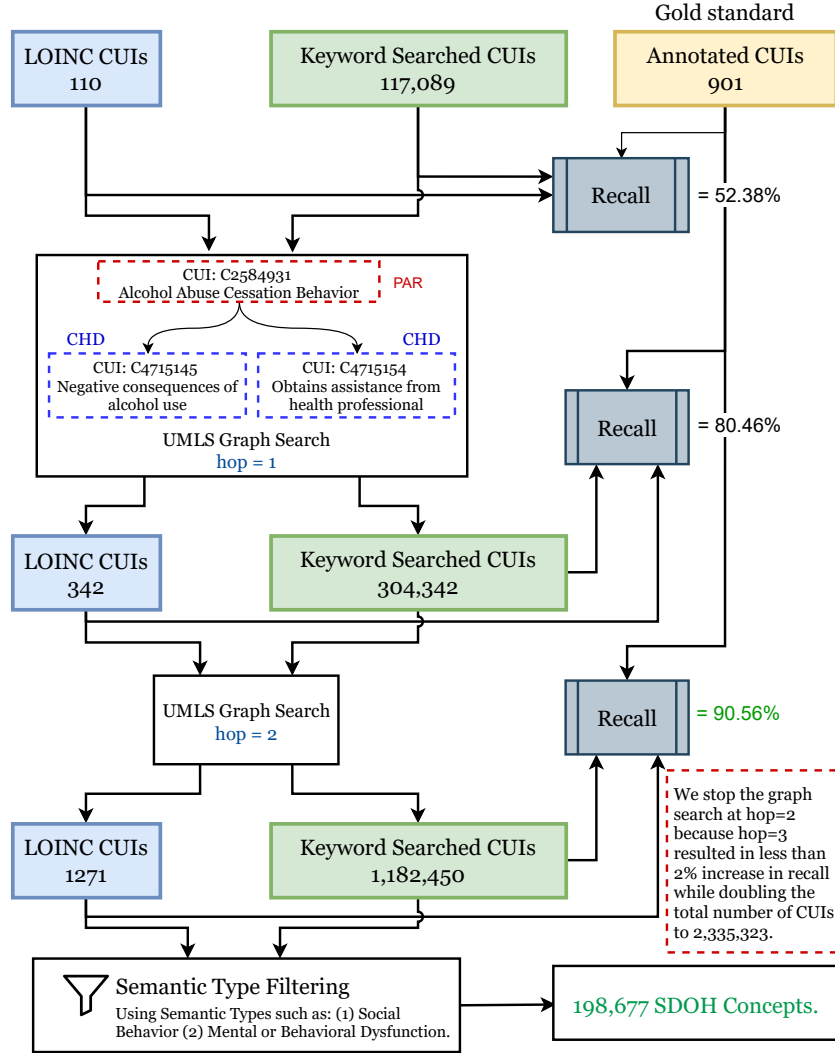 Gold standard
LOINC CUIs
110
Keyword Searched CUIs
117,089
Annotated CUIs
901
Recall
= 52.38%
CUI: C2584931
Alcohol Abuse Cessation Behavior
PAR
CHD
CHD
CUI: C4715145
Negative consequences of
alcohol use
CUI: C4715154
Obtains assistance from
health professional
UMLS Graph Search
hop = 1
Recall
= 80.46%
LOINC CUIs
342
Keyword Searched CUIs
304,342
UMLS Graph Search
hop = 2
Recall
= 90.56%
We stop the graph
search at hop=2
because hop=3
resulted in less than
2% increase in recall
while doubling the
total number of CUIs
to 2,335,323.
LOINC CUIs
1271
Keyword Searched CUIs
1,182,450
Semantic Type Filtering
Using Semantic Types such as: (1) Social
Behavior (2) Mental or Behavioral Dysfunction.
198,677 SDOH Concepts.